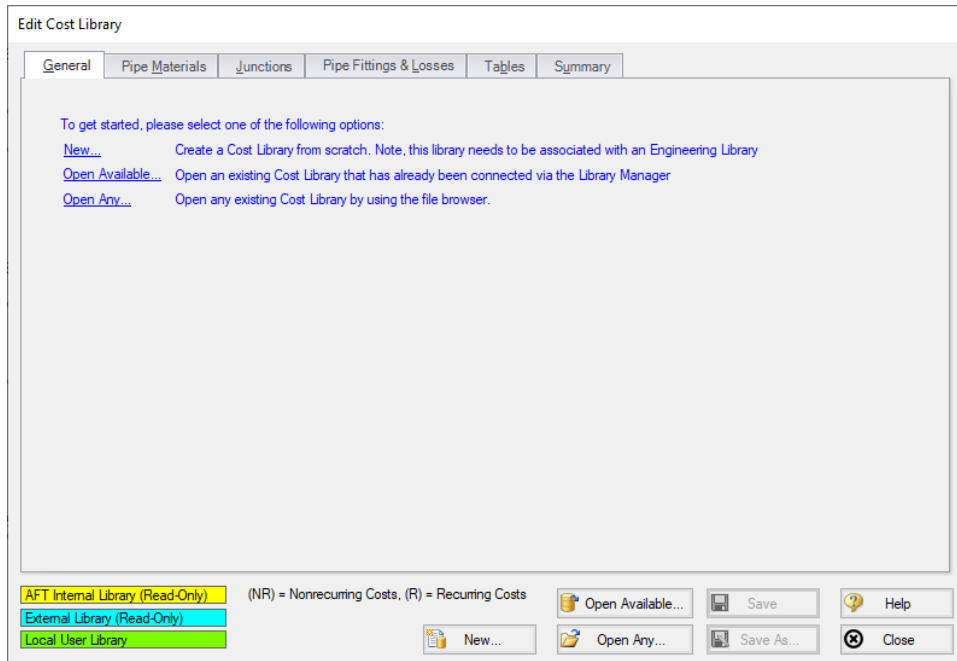 Edit Cost Library
General Pipe Materials Junctions Pipe Fittings & Losses Tables Summary
To get started, please select one of the following options:
New... Create a Cost Library from scratch. Note, this library needs to be associated with an Engineering Library
Open Available... Open an existing Cost Library that has already been connected via the Library Manager
Open Any... Open any existing Cost Library by using the file browser.
AFT Internal Library (Read-Only) (NR) = Nonrecurring Costs, (R) = Recurring Costs Open Available... Save Help
External Library (Read-Only)
Local User Library New... Open Any... Save As... Close